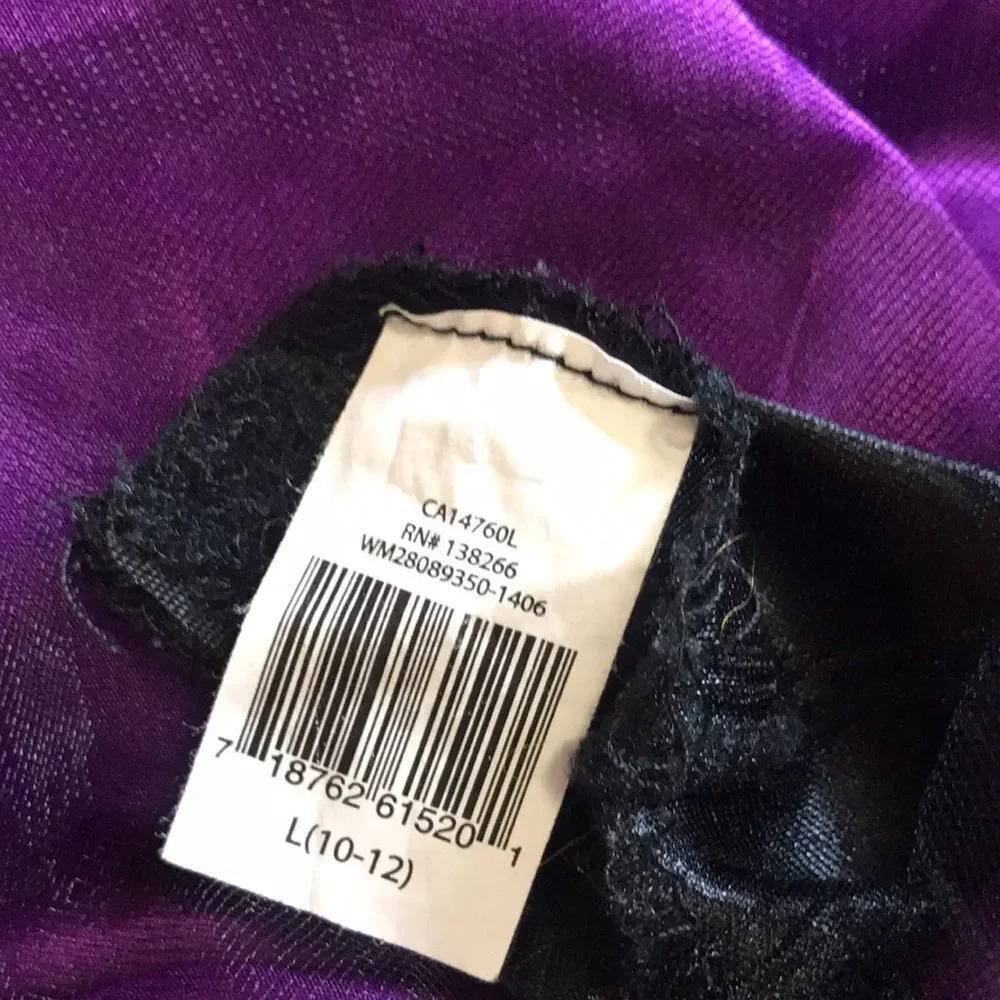 CA14760L
RN# 138266
WM28089350-1406
7 18762 61520 1
L(10-12)